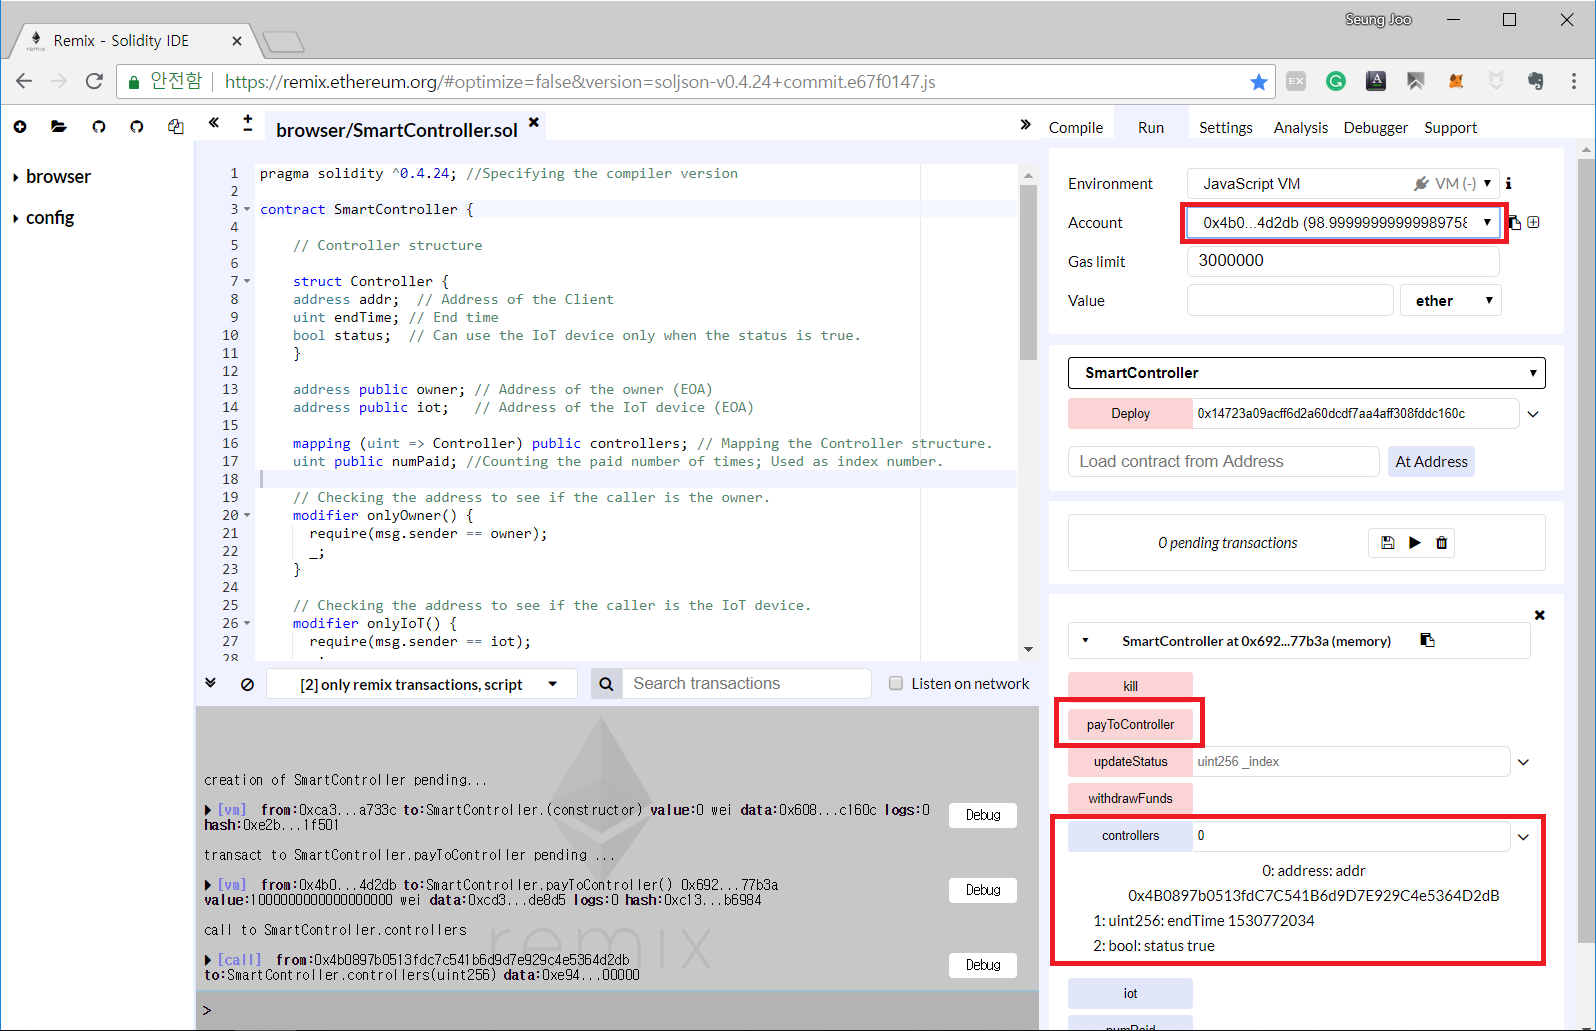 Seung Joo
Remix - Solidity IDE
안전함
https://remix.ethereum.org/#optimize=false&version=soljson-v0.4.24+commit.e67f0147.js
browser
config
browser/SmartController.sol
1 pragma solidity ^0.4.24; //Specifying the compiler version
2
3 contract SmartController {
4
5 // Controller structure
6
7 struct Controller {
8 address addr;  // Address of the Client
9 uint endTime; // End time
10 bool status;  // Can use the IoT device only when the status is true.
11 }
12
13 address public owner; // Address of the owner (EOA)
14 address public iot;   // Address of the IoT device (EOA)
15
16 mapping (uint => Controller) public controllers; // Mapping the Controller structure.
17 uint public numPaid; //Counting the paid number of times; Used as index number.
18
19 // Checking the address to see if the caller is the owner.
20 modifier onlyOwner() {
21 require(msg.sender == owner);
22 _;
23 }
24
25 // Checking the address to see if the caller is the IoT device.
26 modifier onlyIoT() {
27 require(msg.sender == iot);
28
[2] only remix transactions, script
Search transactions
Listen on network
remix
creation of SmartController pending...
[vm] from:0xca3...a733c to:SmartController.(constructor) value:0 wei data:0x608...c160c logs:0
hash:0xe2b...1f501
Debug
transact to SmartController.payToController pending ...
[vm] from:0x4b0...4d2db to:SmartController.payToController() 0x692...77b3a
value:1000000000000000000 wei data:0xcd3...de8d5 logs:0 hash:0xc13...b6984
Debug
call to SmartController.controllers
[call] from:0x4b0897b0513fdc7c541b6d9d7e929c4e5364d2db
to:SmartController.controllers(uint256) data:0xe94...00000
Debug
>
Compile
Run
Settings
Analysis
Debugger
Support
Environment
JavaScript VM
VM (-)
Account
0x4b0...4d2db (98.99999999999989758
Gas limit
3000000
Value
ether
SmartController
Deploy
0x14723a09acff6d2a60dcdf7aa4aff308fddc160c
Load contract from Address
At Address
0 pending transactions
SmartController at 0x692...77b3a (memory)
kill
payToController
updateStatus
uint256 _index
withdrawFunds
controllers
0
0: address: addr
0x4B0897b0513fdC7C541B6d9D7E929C4e5364D2dB
1: uint256: endTime 1530772034
2: bool: status true
iot
numPaid